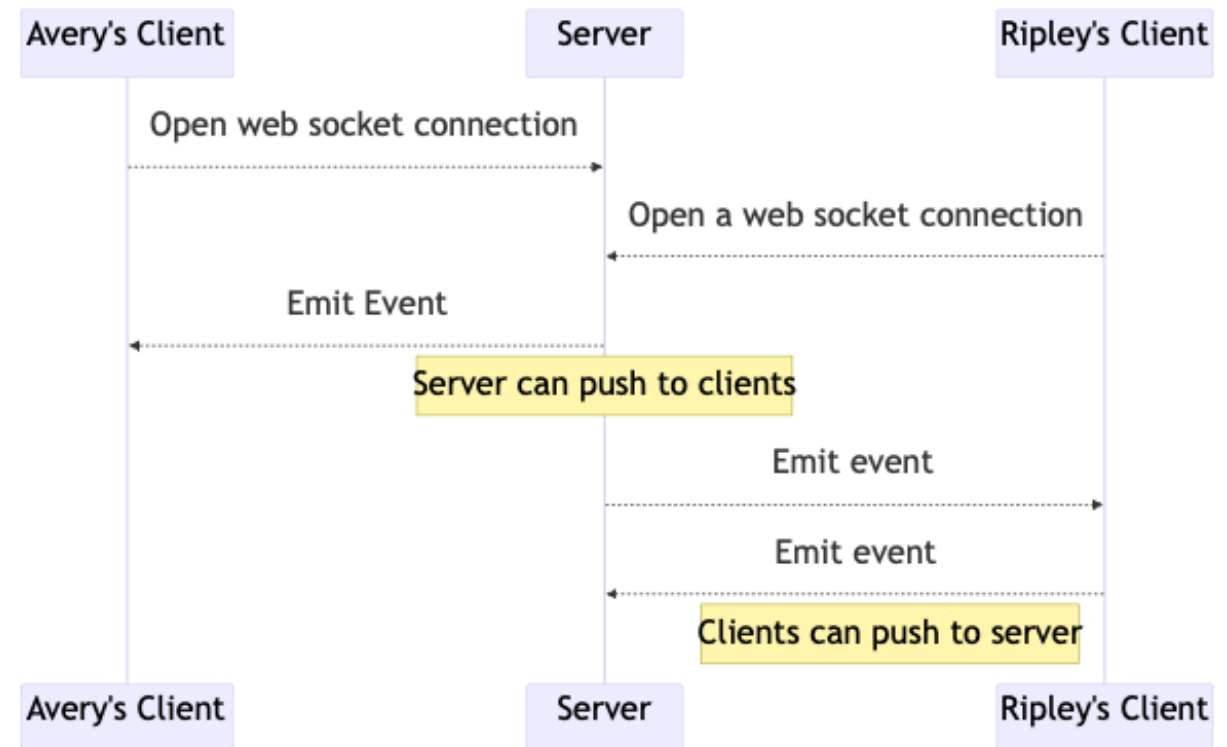 Avery's Client
Server
Ripley's Client
Open web socket connection
Open a web socket connection
Emit Event
Server can push to clients
Emit event
Emit event
Clients can push to server
Avery's Client
Server
Ripley's Client